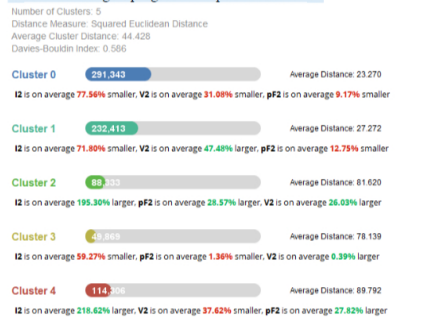 Number of Clusters: 5
Distance Measure: Squared Euclidean Distance
Average Cluster Distance: 44.428
Davies-Bouldin Index: 0.586
Cluster 0 291,343 Average Distance: 23.270
I2 is on average 77.56% smaller, V2 is on average 31.08% smaller, pF2 is on average 9.17% smaller
Cluster 1 232,413 Average Distance: 27.272
I2 is on average 71.80% smaller, V2 is on average 47.48% larger, pF2 is on average 12.75% smaller
Cluster 2 88,333 Average Distance: 81.620
I2 is on average 195.30% larger, pF2 is on average 28.57% larger, V2 is on average 26.03% larger
Cluster 3 49,869 Average Distance: 78.139
I2 is on average 59.27% smaller, pF2 is on average 1.36% smaller, V2 is on average 0.39% larger
Cluster 4 114,306 Average Distance: 89.792
I2 is on average 218.62% larger, V2 is on average 37.62% smaller, pF2 is on average 27.82% larger